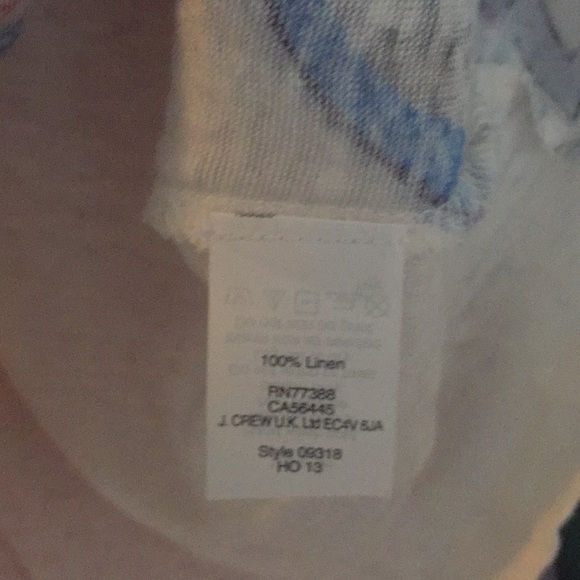 100% Linen
RN77388
CA56445
J. CREW U.K. Ltd EC4V 6JA
Style 09318
HO 13